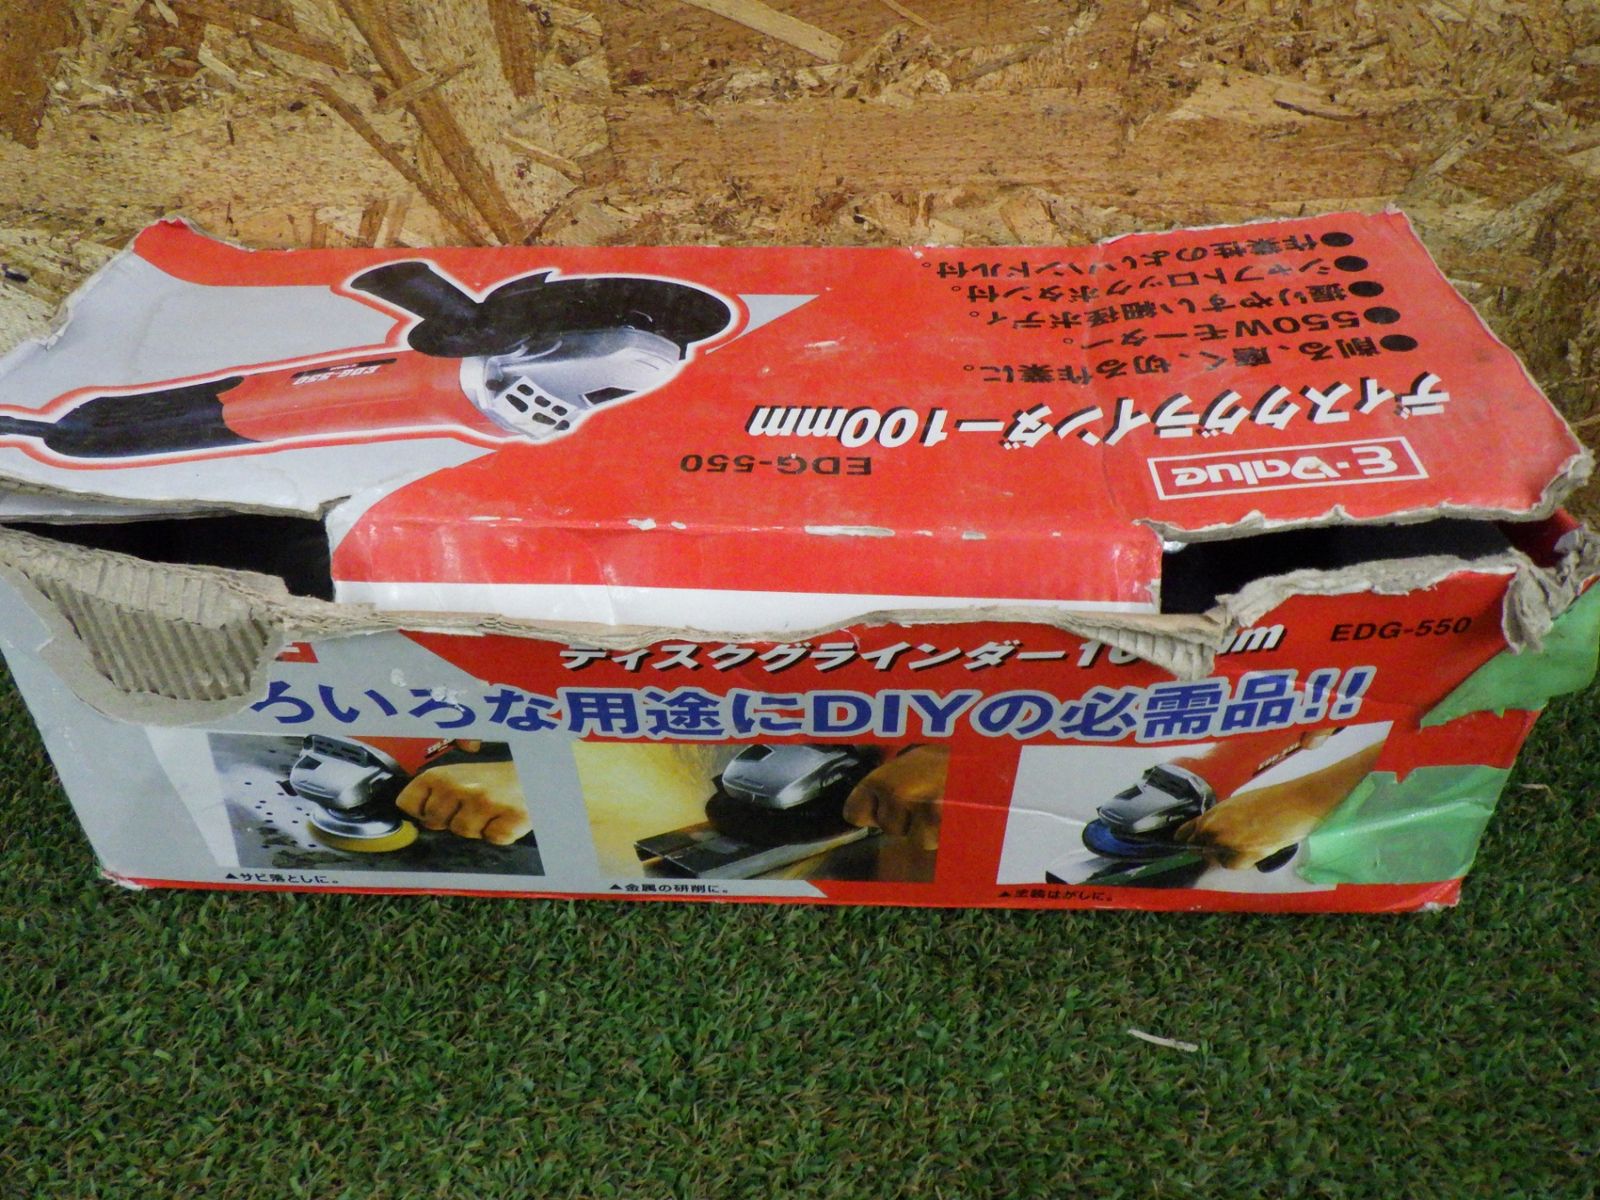 E-Value
ディスクグラインダー100mm
EDG-550
●削る、磨く、切る作業に。
●550Wモーター。
●握りやすい細径ボディ。
●シャフトロックボタン付。
●作業性のよいハンドル付。
EDG-550
ディスクグラインダー10
mm
EDG-550
ろいろな用途にDIYの必需品!!
▲サビ落としに。
▲金属の研削に。
▲塗装はがしに。